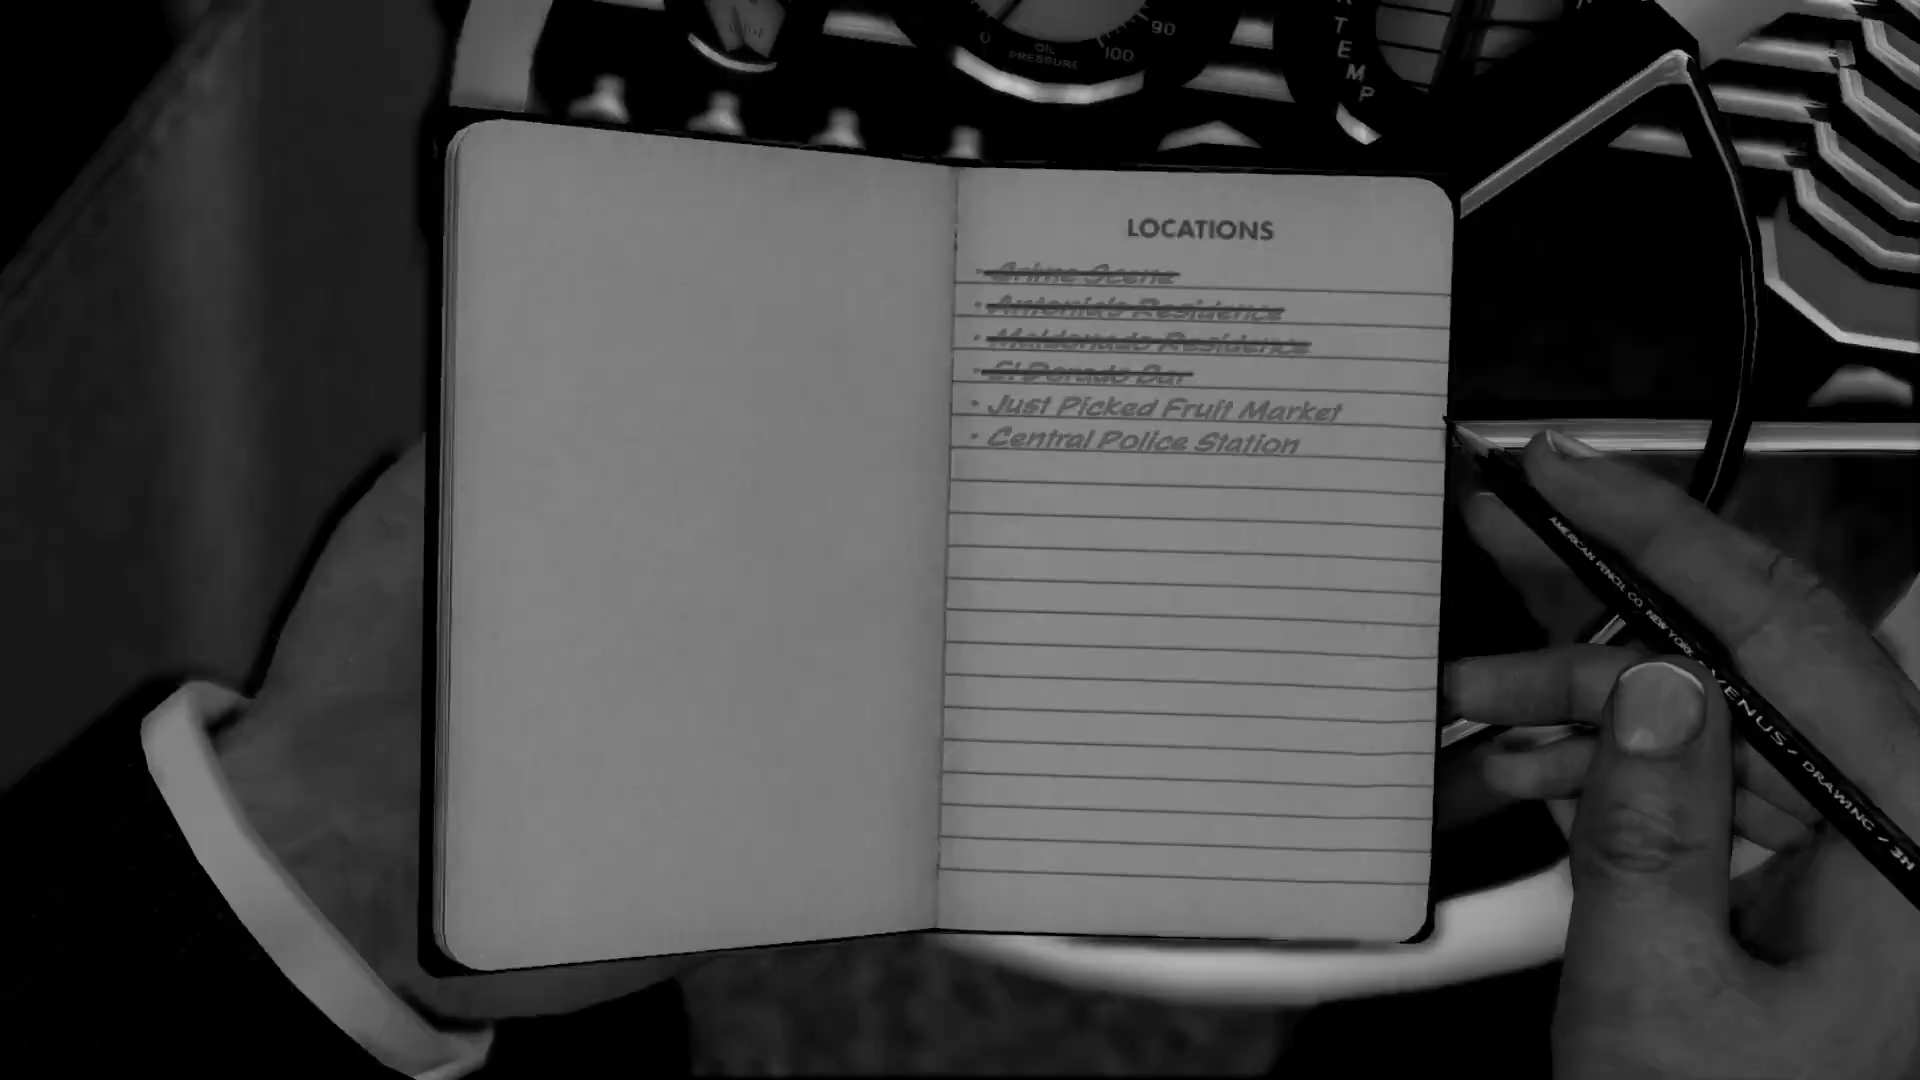 0
OIL
PRESSURE
90
100
TEMP
LOCATIONS
· Crime Scene
· Antonia's Residence
· Maldonado Residence
· El Dorado Bar
· Just Picked Fruit Market
· Central Police Station
AMERICAN PENCIL CO. NEW YORK VENUS / DRAWING / 3H